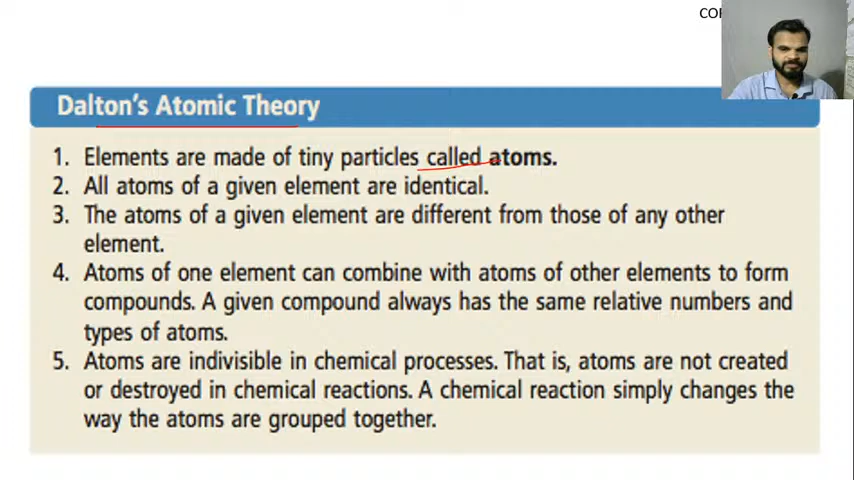 COP
Dalton's Atomic Theory
1. Elements are made of tiny particles called atoms.
2. All atoms of a given element are identical.
3. The atoms of a given element are different from those of any other
element.
4. Atoms of one element can combine with atoms of other elements to form
compounds. A given compound always has the same relative numbers and
types of atoms.
5. Atoms are indivisible in chemical processes. That is, atoms are not created
or destroyed in chemical reactions. A chemical reaction simply changes the
way the atoms are grouped together.